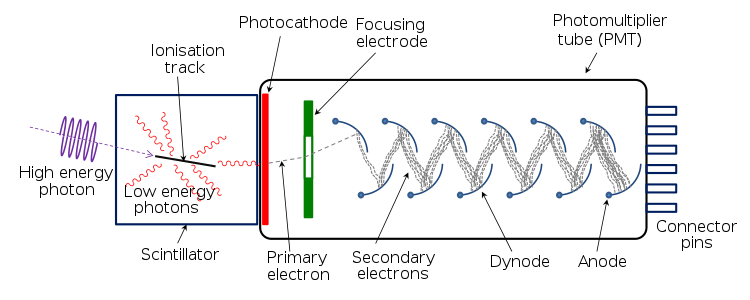 Photocathode
Focusing
electrode
Photomultiplier
tube (PMT)
Ionisation
track
High energy
photon
Low energy
photons
Scintillator
Primary
electron
Secondary
electrons
Dynode
Anode
Connector
pins